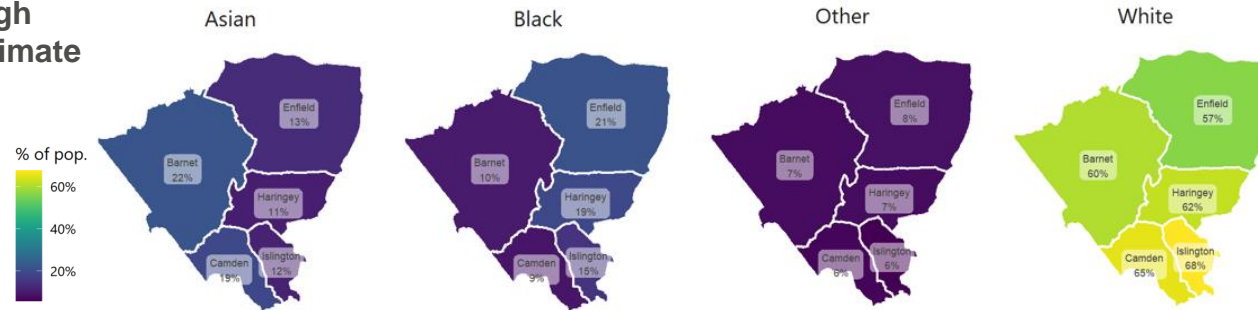 gh
imate
Asian
Black
Other
White
% of pop.
60%
40%
20%
Enfield
13%
Barnet
22%
Haringey
11%
Camden
19%
Islington
12%
Enfield
21%
Barnet
10%
Haringey
19%
Camden
9%
Islington
15%
Enfield
8%
Barnet
7%
Haringey
7%
Camden
6%
Islington
6%
Enfield
57%
Barnet
60%
Haringey
62%
Camden
65%
Islington
68%